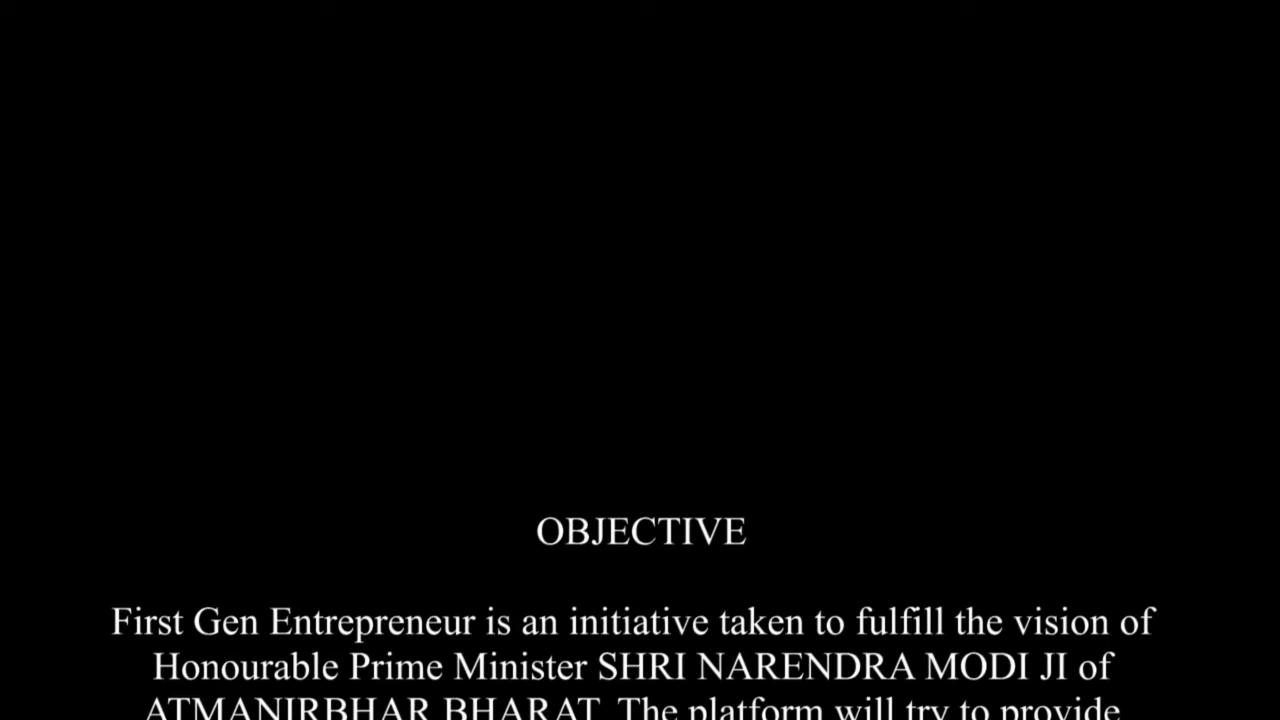 OBJECTIVE
First Gen Entrepreneur is an initiative taken to fulfill the vision of
Honourable Prime Minister SHRI NARENDRA MODI JI of
ATMANIRBHAR BHARAT. The platform will try to provide